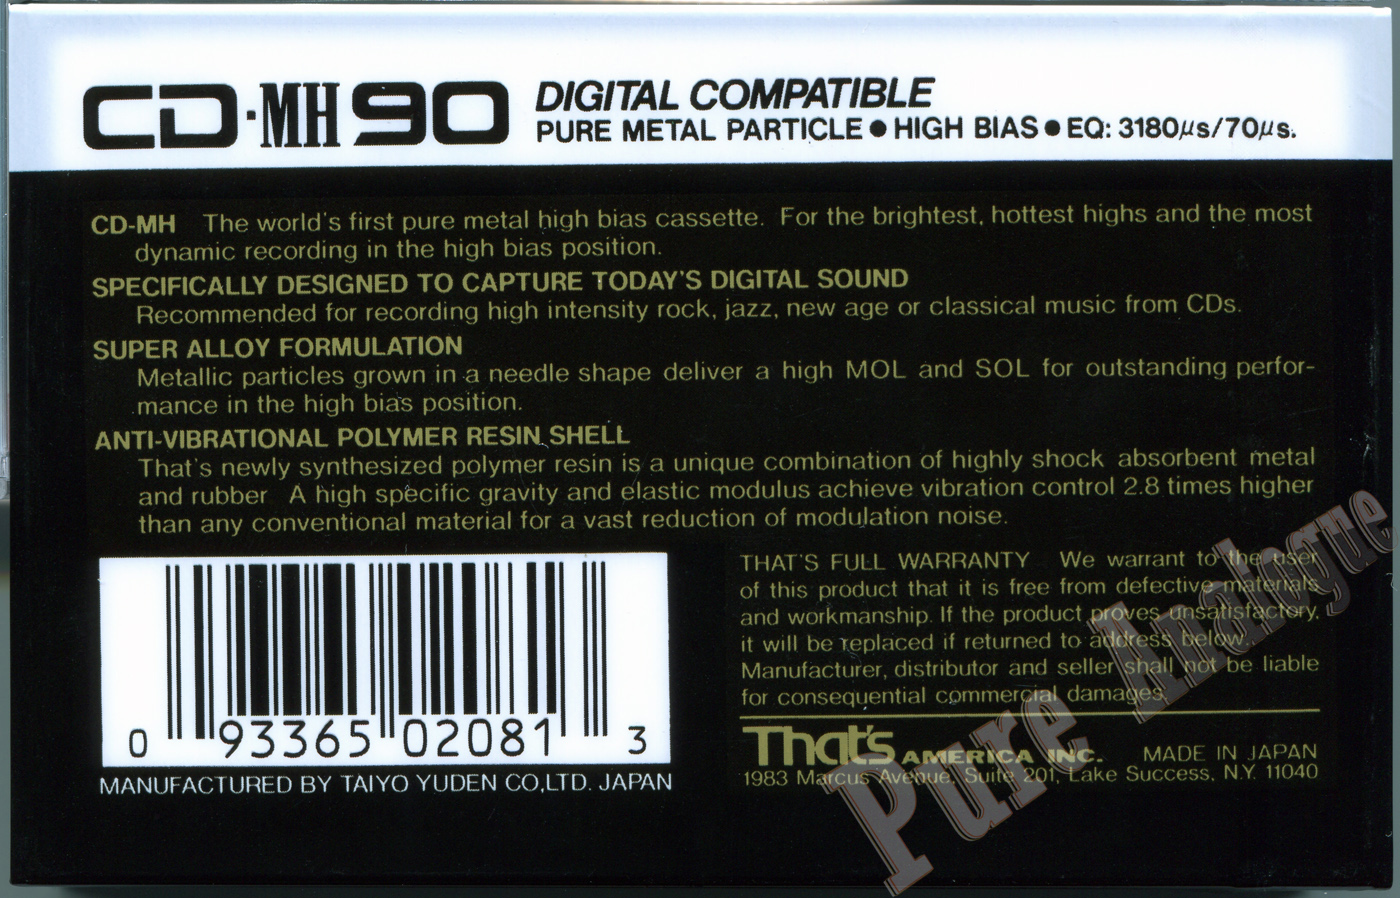 CD·MH 90
DIGITAL COMPATIBLE
PURE METAL PARTICLE ● HIGH BIAS ● EQ: 3180µs/70µs.
CD-MH The world's first pure metal high bias cassette. For the brightest, hottest highs and the most
dynamic recording in the high bias position.
SPECIFICALLY DESIGNED TO CAPTURE TODAY'S DIGITAL SOUND
Recommended for recording high intensity rock, jazz, new age or classical music from CDs.
SUPER ALLOY FORMULATION
Metallic particles grown in a needle shape deliver a high MOL and SOL for outstanding perfor-
mance in the high bias position.
ANTI-VIBRATIONAL POLYMER RESIN SHELL
That's newly synthesized polymer resin is a unique combination of highly shock absorbent metal
and rubber A high specific gravity and elastic modulus achieve vibration control 2.8 times higher
than any conventional material for a vast reduction of modulation noise.
0 93365 02081 3
MANUFACTURED BY TAIYO YUDEN CO,LTD. JAPAN
THAT'S FULL WARRANTY We warrant to the user
of this product that it is free from defective materials
and workmanship. If the product proves unsatisfactory,
it will be replaced if returned to address below.
Manufacturer, distributor and seller shall not be liable
for consequential commercial damages.
That's AMERICA INC. MADE IN JAPAN
1983 Marcus Avenue, Suite 201, Lake Success, N.Y. 11040
Pure Analogue